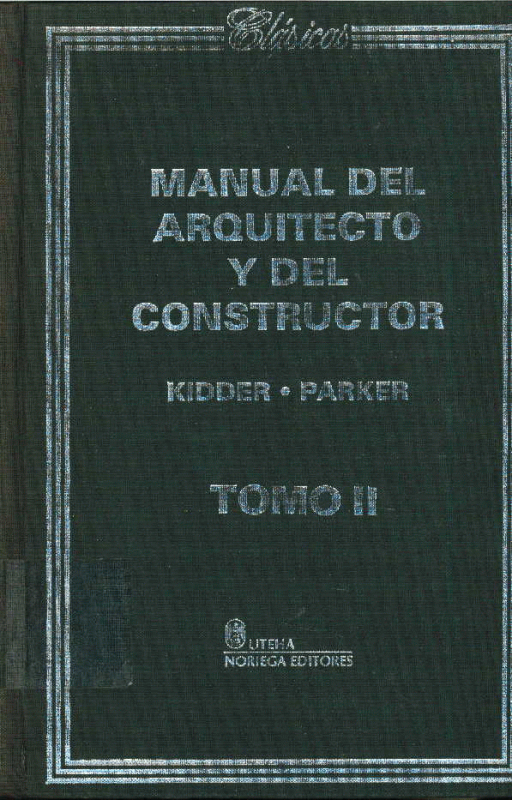 Clásicos
MANUAL DEL
ARQUITECTO
Y DEL
CONSTRUCTOR
KIDDER • PARKER
TOMO II
UTEHA
NORIEGA EDITORES